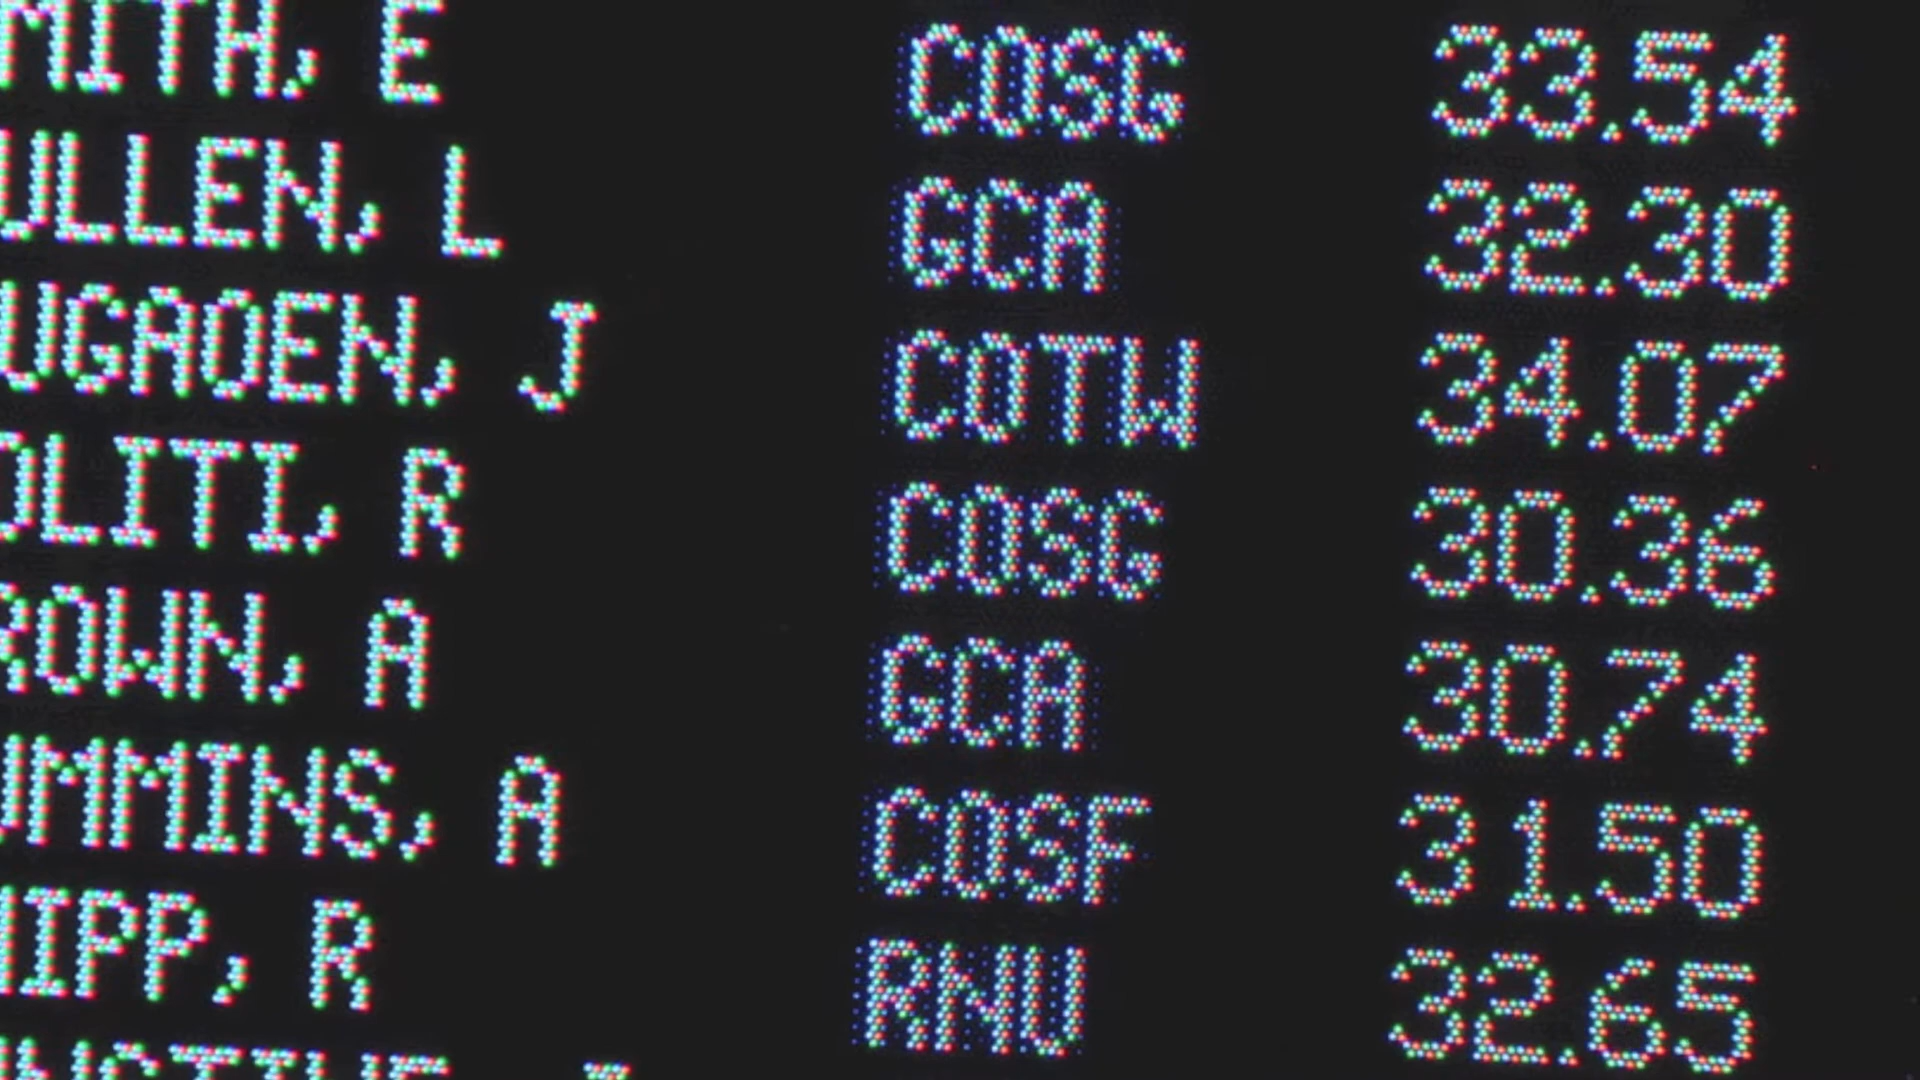 MITH, E COSG 33.54
ULLEN, L GCA 32.30
UGADEN, J COTW 34.07
OLITI, R COSG 30.36
ROWN, A GCA 30.74
UMMINS, A COSF 31.50
HIPP, R RNU 32.65